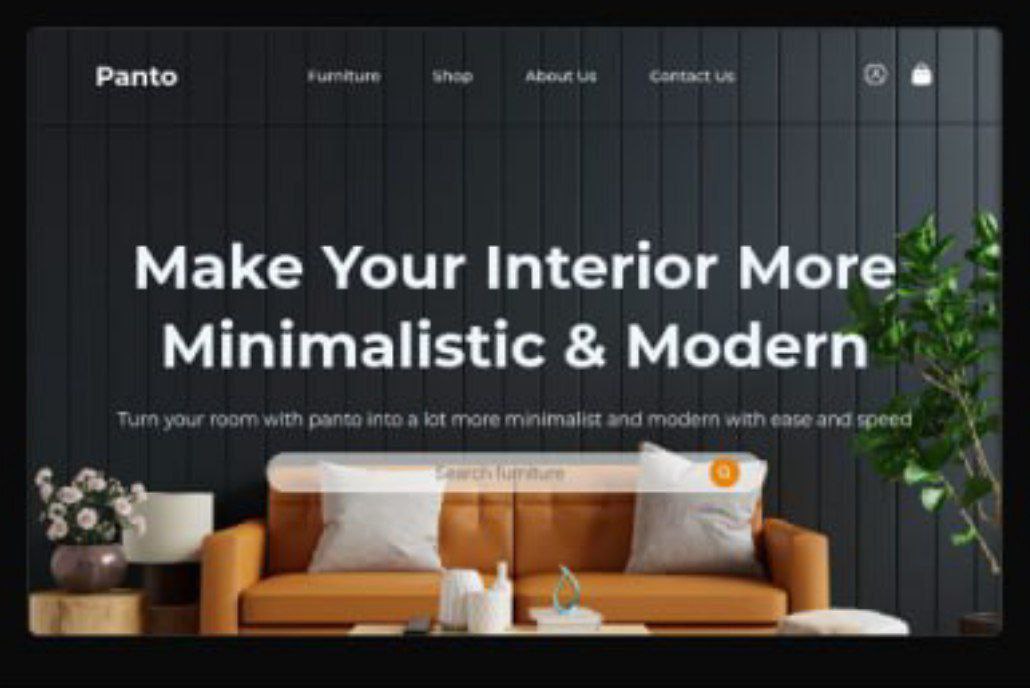 Panto
Furniture Shop About Us Contact Us
Make Your Interior More
Minimalistic & Modern
Turn your room with panto into a lot more minimalist and modern with ease and speed
Search furniture